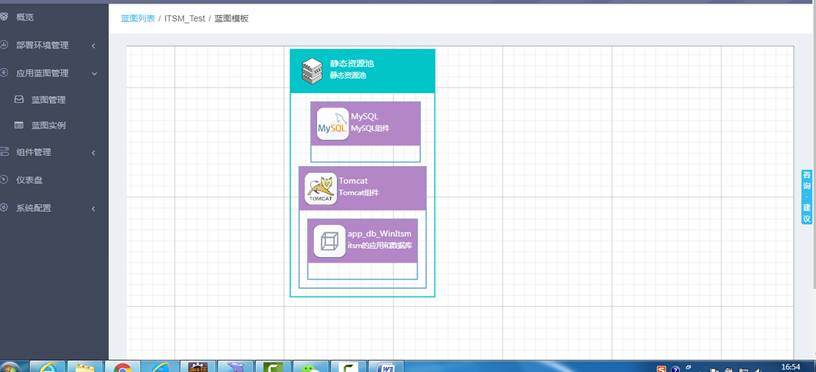 概览
蓝图列表 / ITSM_Test / 蓝图模板
部署环境管理
应用蓝图管理
蓝图管理
蓝图实例
组件管理
仪表盘
系统配置
静态资源池
静态资源池
MySQL
MySQL
MySQL组件
Tomcat
TOMCAT
Tomcat组件
app_db_WinItsm
itsm的应用和数据库
咨询·建议
16:54